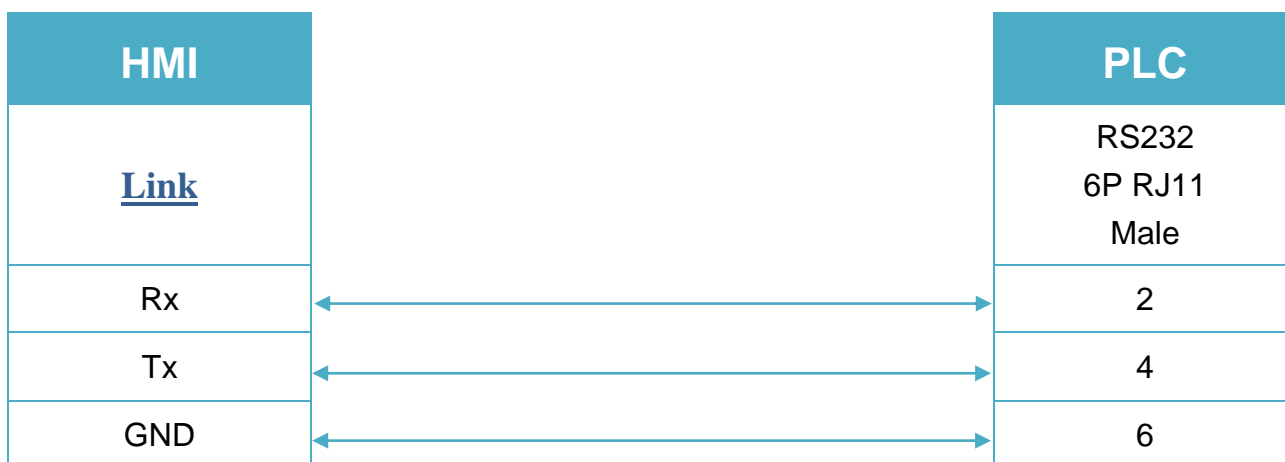 HMI PLC
Link RS232
6P RJ11
Male
Rx 2
Tx 4
GND 6